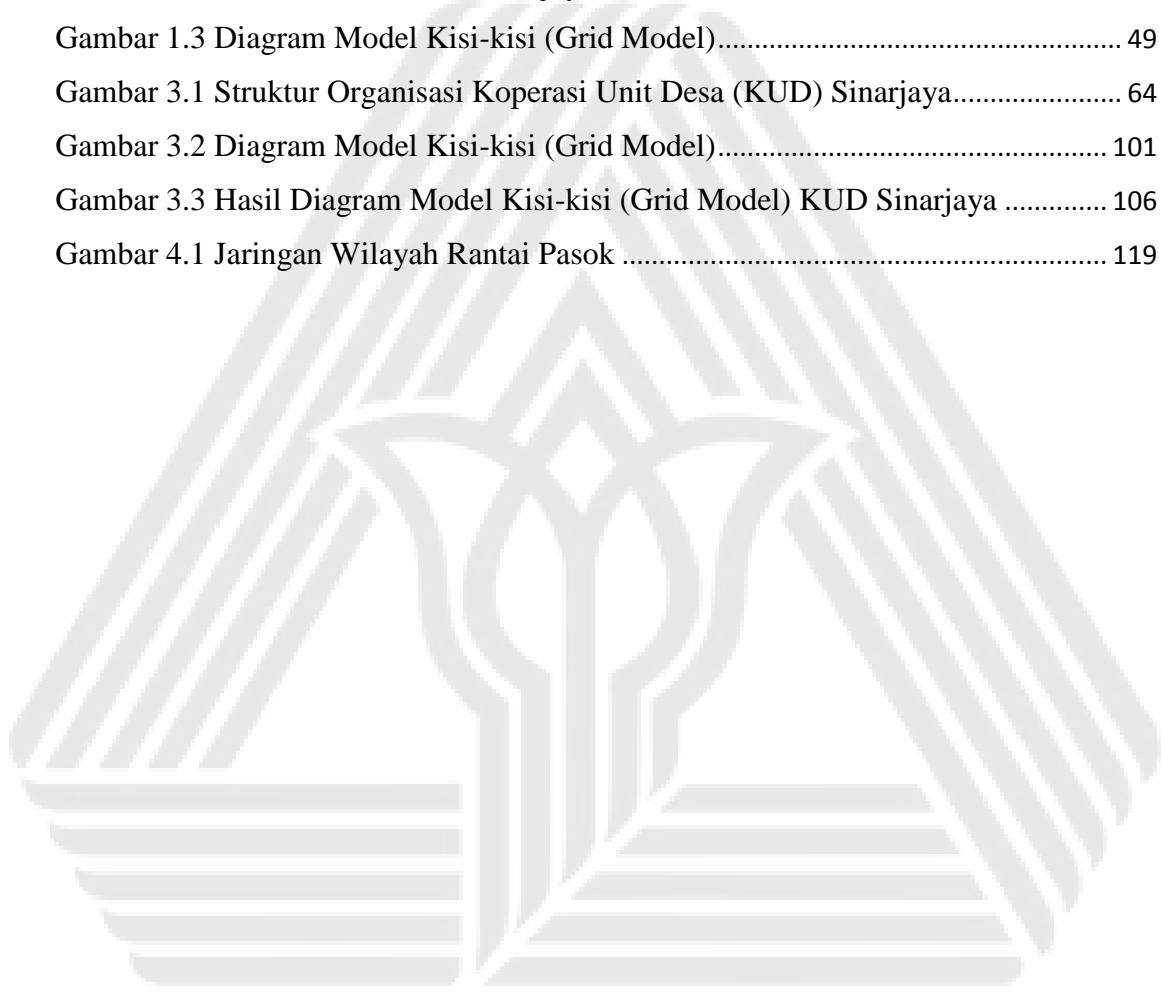 Gambar 1.3 Diagram Model Kisi-kisi (Grid Model)................................................................ 49
Gambar 3.1 Struktur Organisasi Koperasi Unit Desa (KUD) Sinarjaya....................... 64
Gambar 3.2 Diagram Model Kisi-kisi (Grid Model)..................................................... 101
Gambar 3.3 Hasil Diagram Model Kisi-kisi (Grid Model) KUD Sinarjaya .............. 106
Gambar 4.1 Jaringan Wilayah Rantai Pasok .................................................................. 119